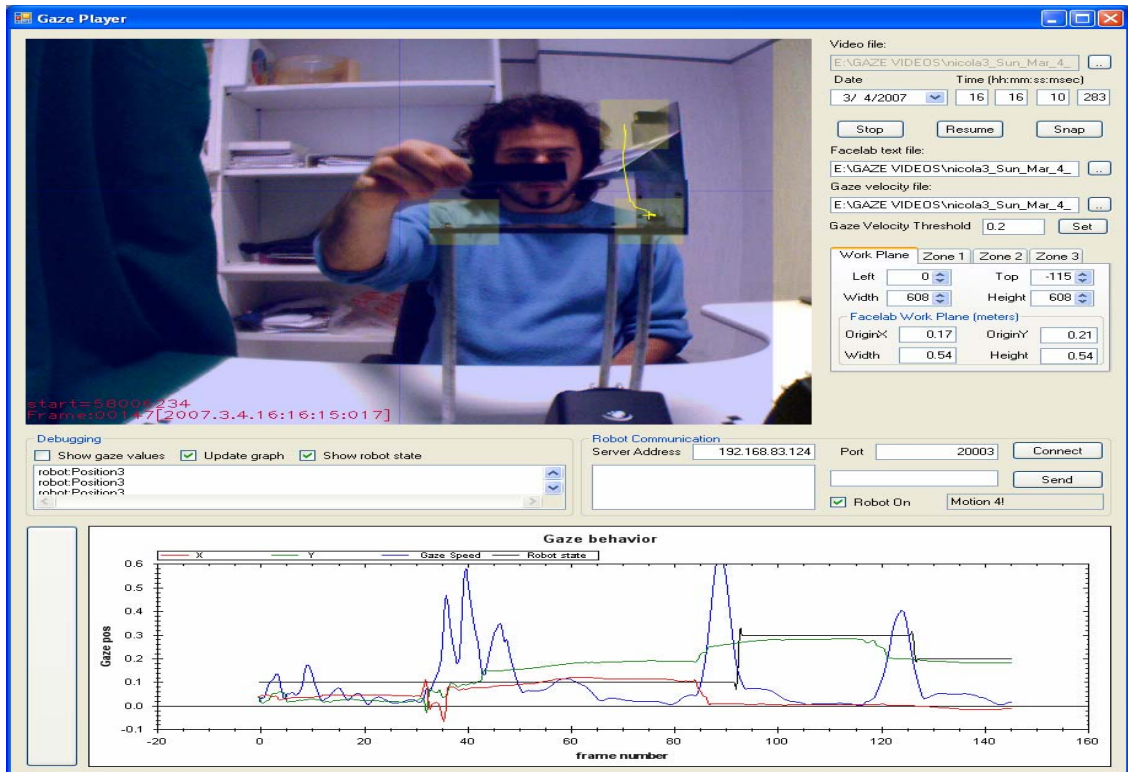 Gaze Player
Video file:
E:\GAZE VIDEOS\nicola3_Sun_Mar_4_ ..
Date Time (hh:mm:ss:msec)
3/ 4/2007 16 16 10 283
Stop Resume Snap
Facelab text file:
E:\GAZE VIDEOS\nicola3_Sun_Mar_4_ ..
Gaze velocity file:
E:\GAZE VIDEOS\nicola3_Sun_Mar_4_ ..
Gaze Velocity Threshold 0.2 Set
Work Plane Zone 1 Zone 2 Zone 3
Left 0 Top -115
Width 608 Height 608
Facelab Work Plane (meters)
OriginX 0.17 OriginY 0.21
Width 0.54 Height 0.54
start=58006234
Frame:00147[2007.3.4.16:16:15:017]
Debugging
Show gaze values Update graph Show robot state
robot:Position3
robot:Position3
robot:Position3
Robot Communication
Server Address 192.168.83.124 Port 20003 Connect
Send
Robot On Motion 4!
Gaze behavior
X Y Gaze Speed Robot state
Gaze pos
0.6
0.5
0.4
0.3
0.2
0.1
0.0
-0.1
-20 0 20 40 60 80 100 120 140 160
frame number